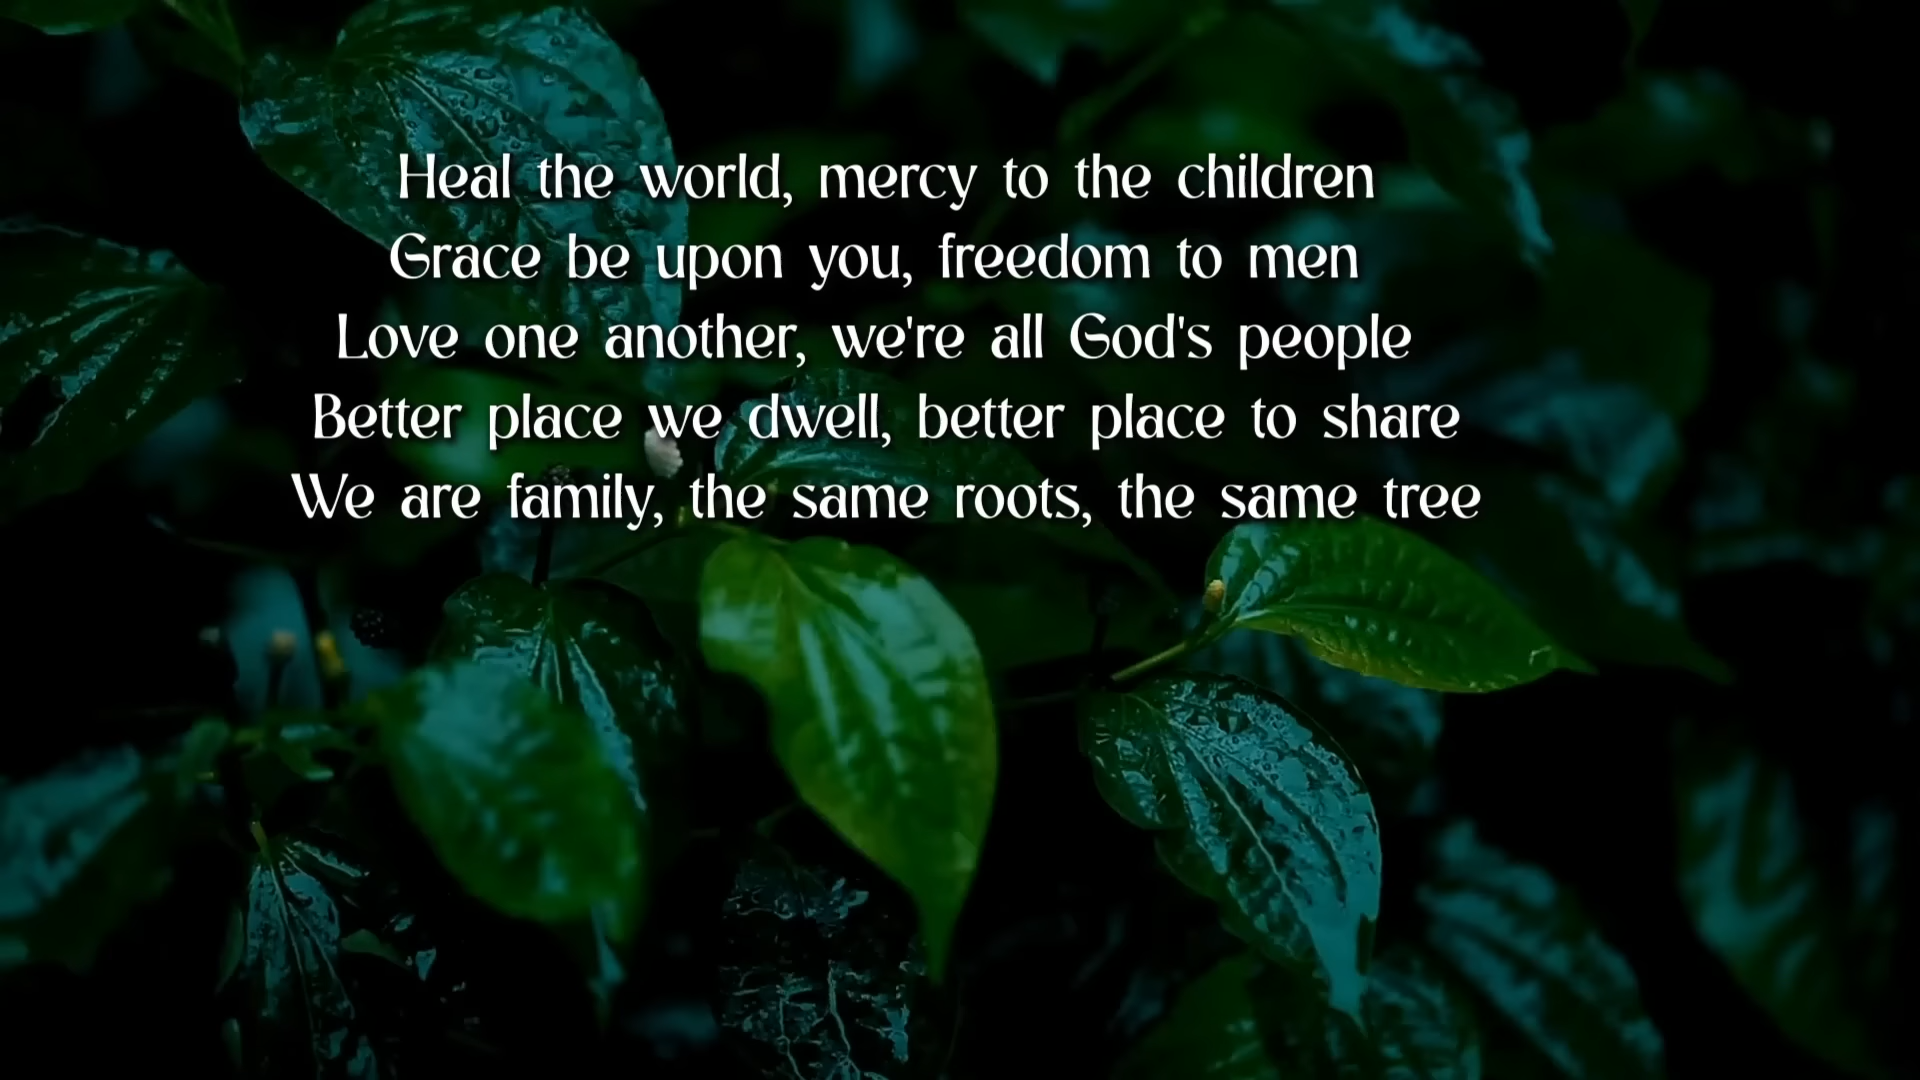 Heal the world, mercy to the children
Grace be upon you, freedom to men
Love one another, we're all God's people
Better place we dwell, better place to share
We are family, the same roots, the same tree